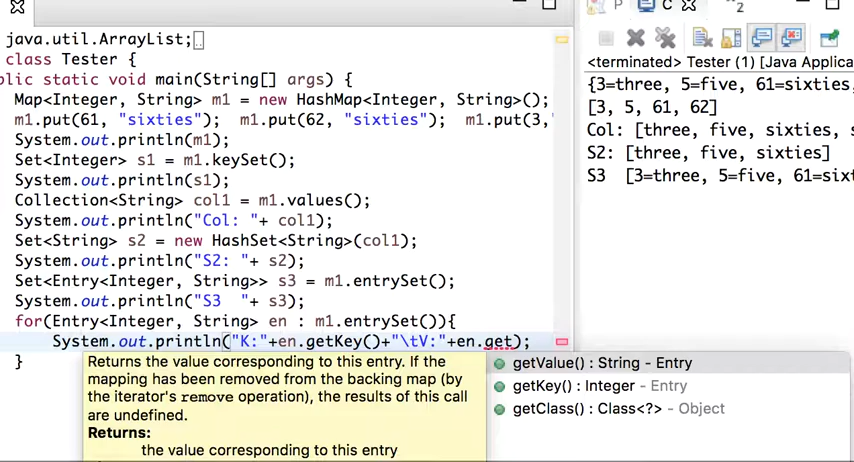 java.util.ArrayList;
class Tester {
blic static void main(String[] args) {
Map<Integer, String> m1 = new HashMap<Integer, String>();
m1.put(61, "sixties"); m1.put(62, "sixties"); m1.put(3,"
System.out.println(m1);
Set<Integer> s1 = m1.keySet();
System.out.println(s1);
Collection<String> col1 = m1.values();
System.out.println("Col: "+ col1);
Set<String> s2 = new HashSet<String>(col1);
System.out.println("S2: "+ s2);
Set<Entry<Integer, String>> s3 = m1.entrySet();
System.out.println("S3  "+ s3);
for(Entry<Integer, String> en : m1.entrySet()){
System.out.println("K:"+en.getKey()+"\tV:"+en.get);
}
Returns the value corresponding to this entry. If the
mapping has been removed from the backing map (by
the iterator's remove operation), the results of this call
are undefined.
Returns:
the value corresponding to this entry
getValue() : String - Entry
getKey() : Integer - Entry
getClass() : Class<?> - Object
P C 2
<terminated> Tester (1) [Java Applica
{3=three, 5=five, 61=sixties,
[3, 5, 61, 62]
Col: [three, five, sixties, s
S2: [three, five, sixties]
S3  [3=three, 5=five, 61=sixt